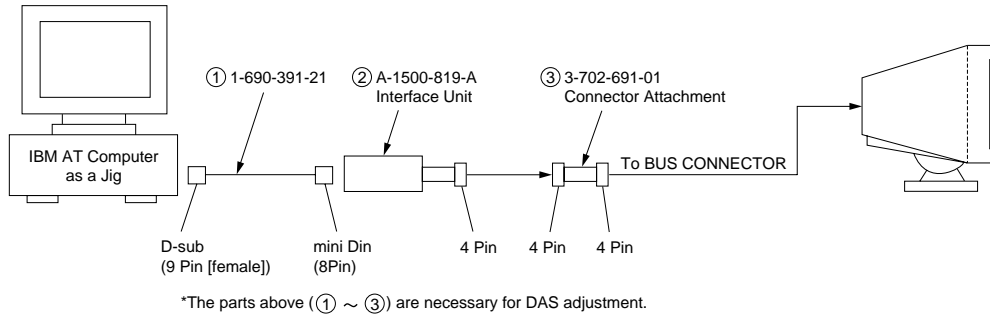 ① 1-690-391-21
② A-1500-819-A
Interface Unit
③ 3-702-691-01
Connector Attachment
IBM AT Computer
as a Jig
To BUS CONNECTOR
D-sub
(9 Pin [female])
mini Din
(8Pin)
4 Pin
4 Pin
4 Pin
*The parts above (① ~ ③) are necessary for DAS adjustment.